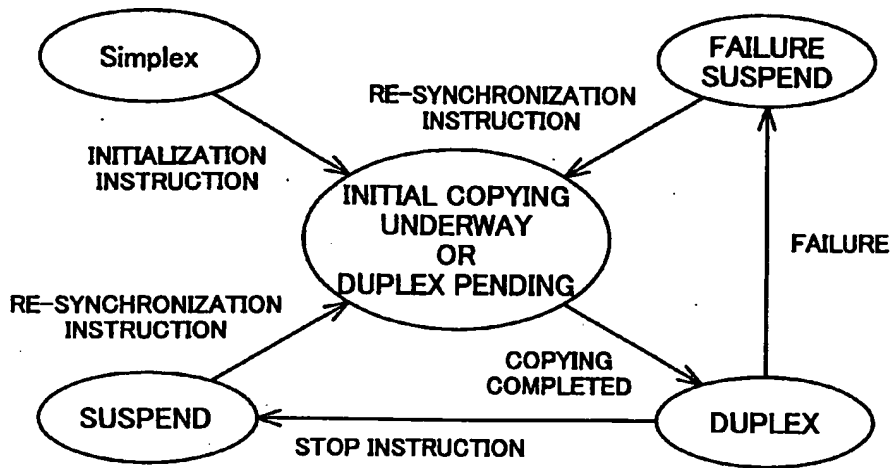 Simplex
FAILURE
SUSPEND
RE-SYNCHRONIZATION
INSTRUCTION
INITIALIZATION
INSTRUCTION
INITIAL COPYING
UNDERWAY
OR
DUPLEX PENDING
FAILURE
RE-SYNCHRONIZATION
INSTRUCTION
COPYING
COMPLETED
SUSPEND
DUPLEX
STOP INSTRUCTION